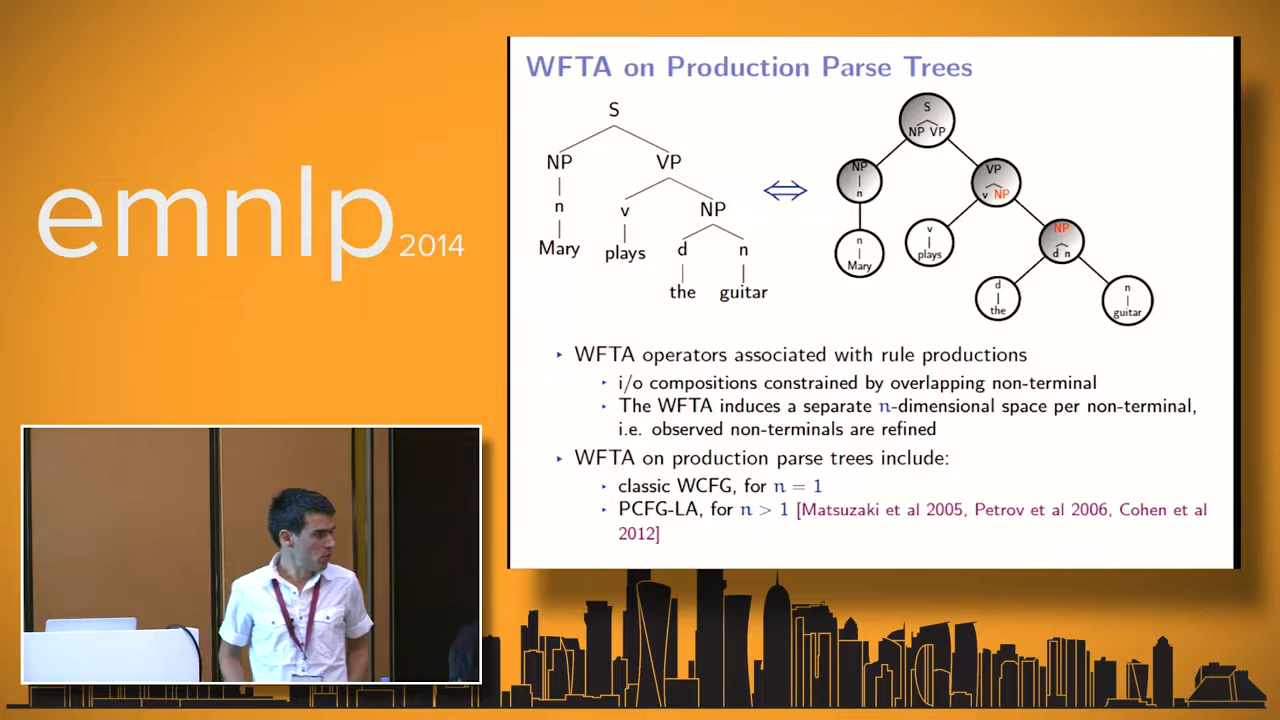 emnlp 2014
WFTA on Production Parse Trees
S
NP VP
n v NP
Mary plays d n
the guitar
S
NP VP
NP
n
VP
v NP
n
Mary
v
plays
NP
d n
d
the
n
guitar
‣ WFTA operators associated with rule productions
‣ i/o compositions constrained by overlapping non-terminal
‣ The WFTA induces a separate n-dimensional space per non-terminal,
i.e. observed non-terminals are refined
‣ WFTA on production parse trees include:
‣ classic WCFG, for n = 1
‣ PCFG-LA, for n > 1 [Matsuzaki et al 2005, Petrov et al 2006, Cohen et al
2012]